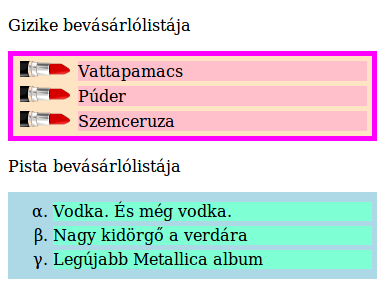 Gizike bevásárlólistája
Vattapamacs
Púder
Szemceruza
Pista bevásárlólistája
α. Vodka. És még vodka.
β. Nagy kidörgő a verdára
γ. Legújabb Metallica album